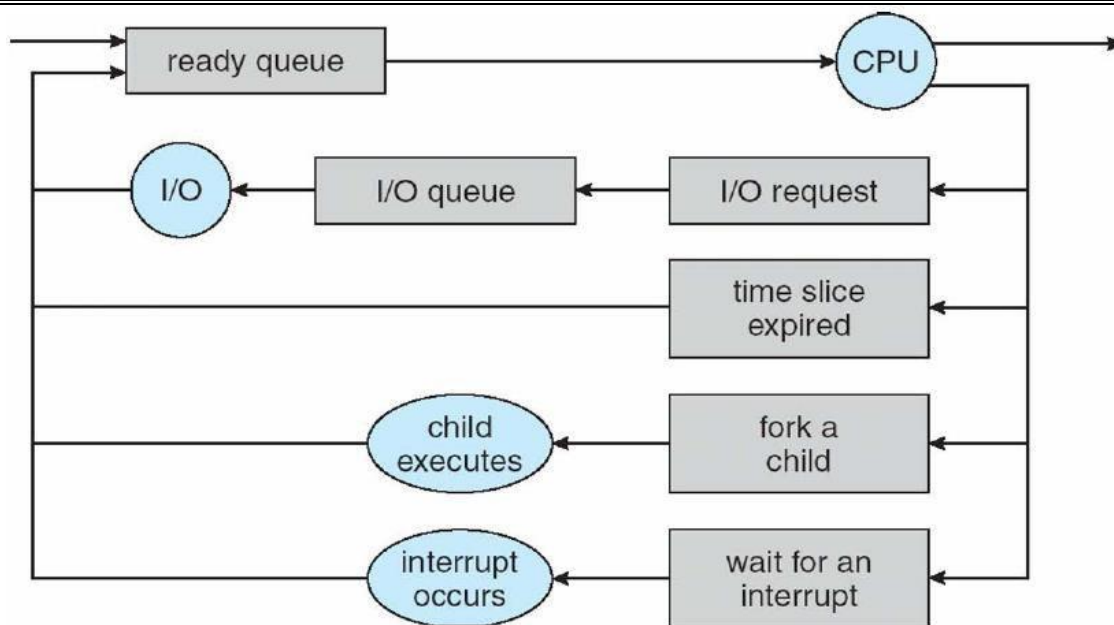 ready queue
CPU
I/O
I/O queue
I/O request
time slice
expired
child
executes
fork a
child
interrupt
occurs
wait for an
interrupt